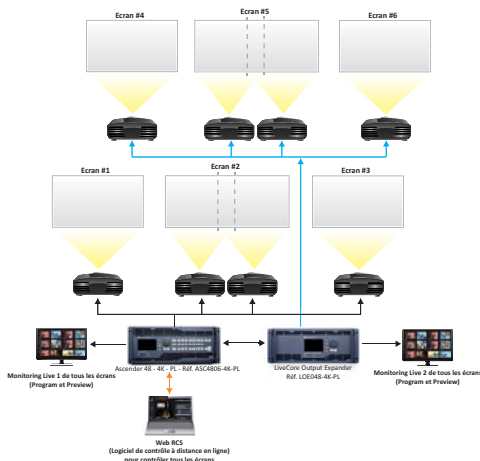 Ecran #4
Ecran #5
Ecran #6
Ecran #1
Ecran #2
Ecran #3
Monitoring Live 1 de tous les écrans
(Program et Preview)
Ascender 48 - 4K - PL - Réf. ASC4806-4K-PL
LiveCore Output Expander
Réf. LOE048-4K-PL
Monitoring Live 2 de tous les écrans
(Program et Preview)
Web RCS
(Logiciel de contrôle à distance en ligne)
pour contrôler tous les écrans